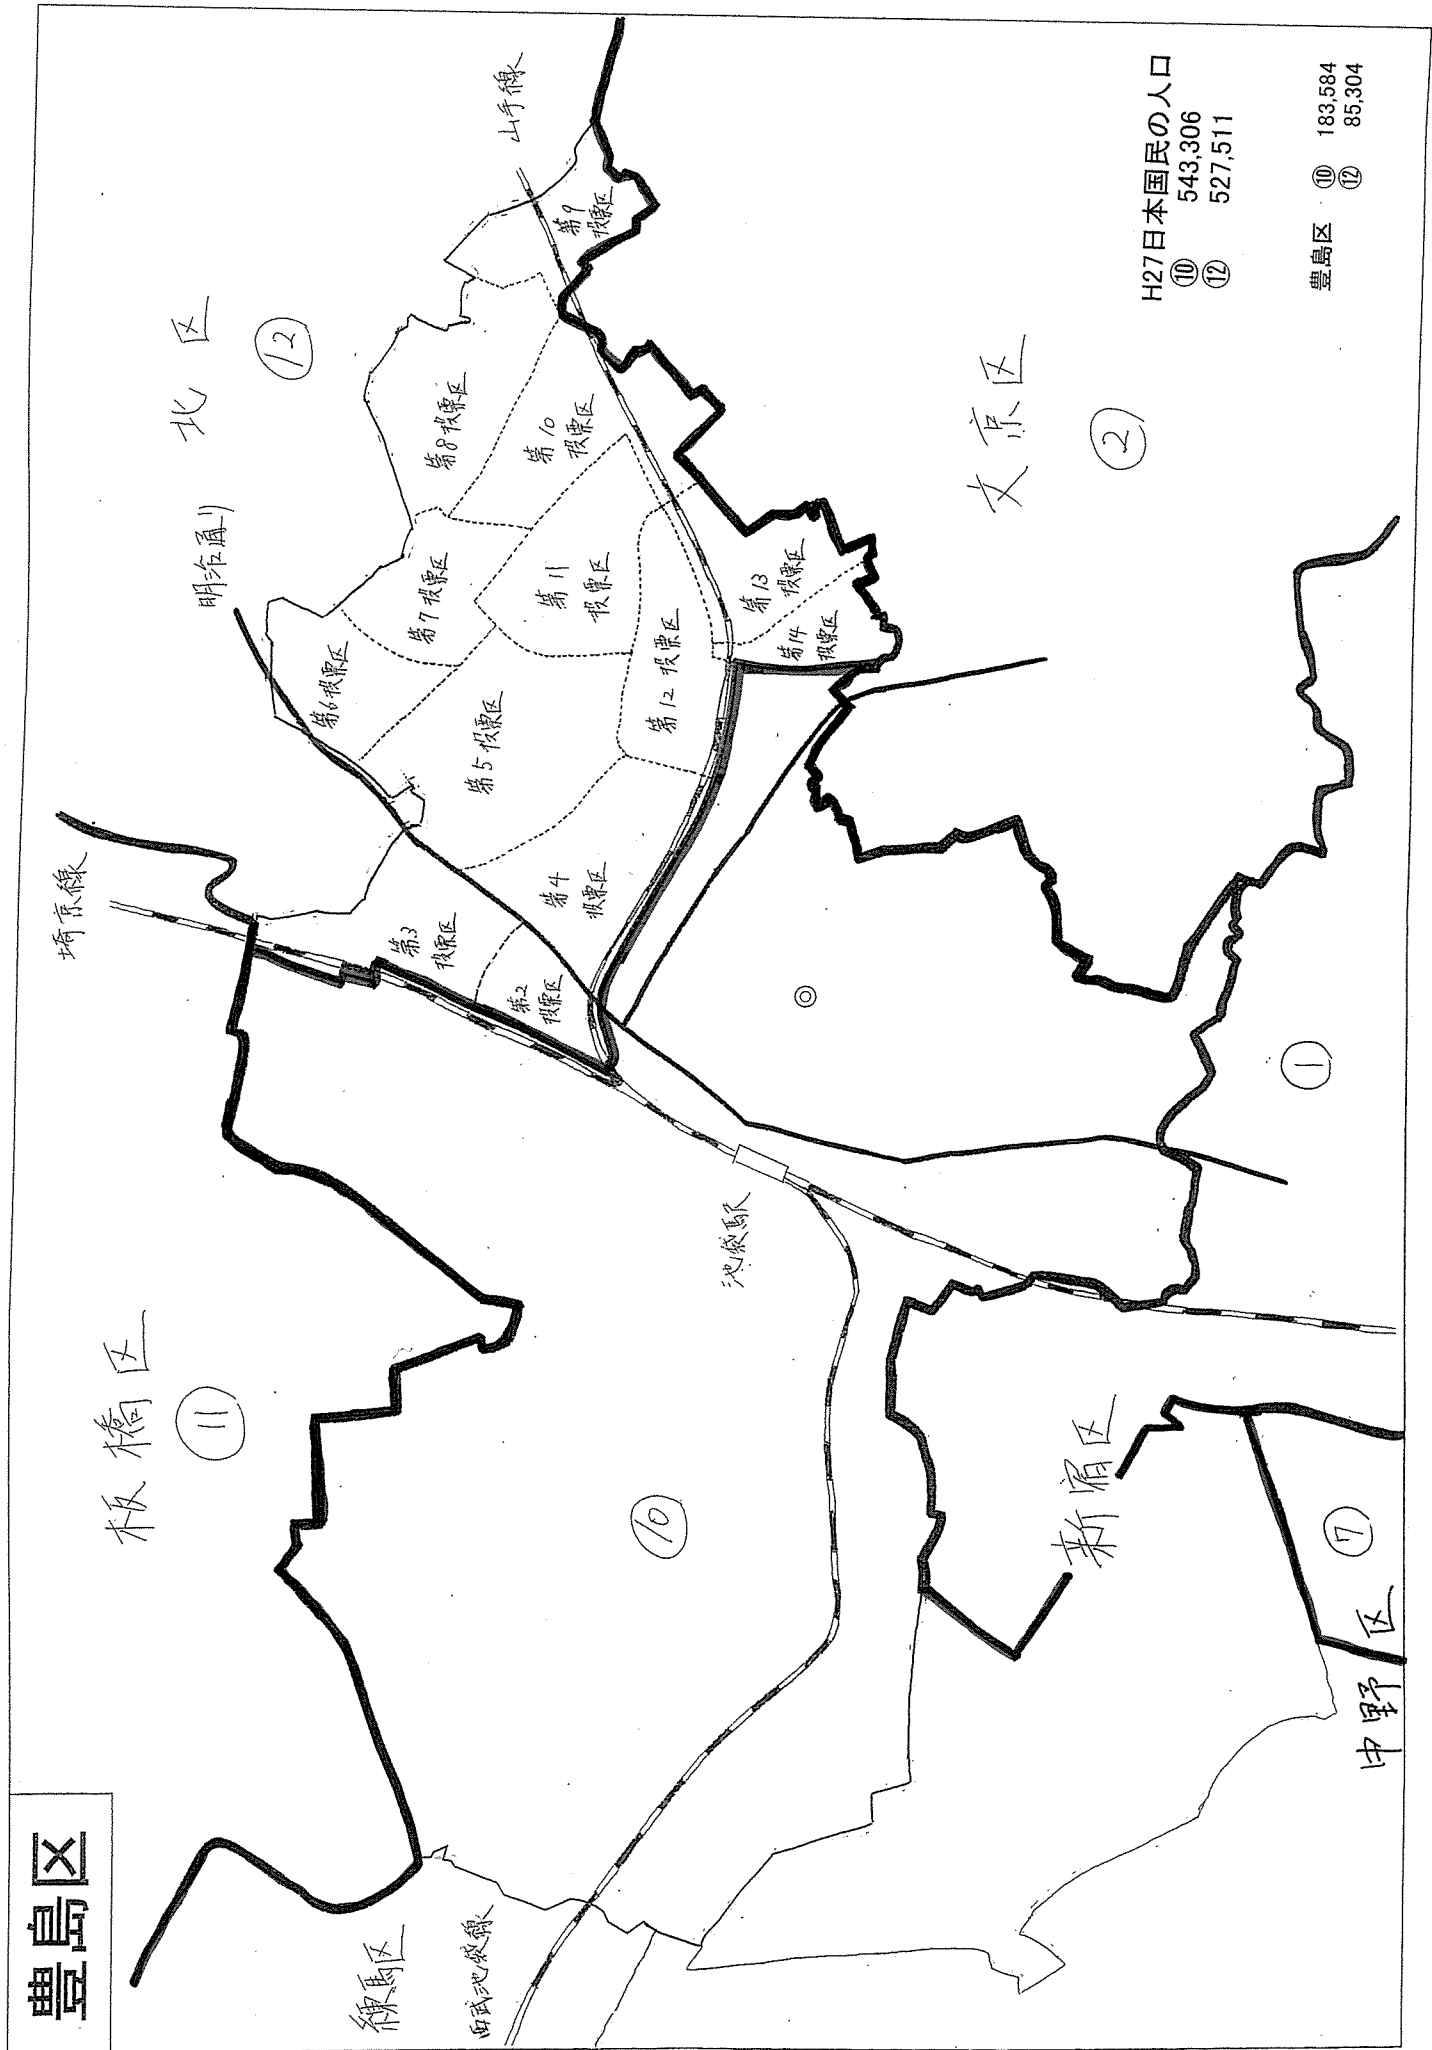 豊島区
板橋区
⑪
練馬区
西武池袋線
埼京線
明治通り
北区
⑫
山手線
第6投票区
第7投票区
第8投票区
第9
投票区
第10
投票区
第11
投票区
第5投票区
第12投票区
第13
投票区
第14
投票区
第4
投票区
第3
投票区
第2
投票区
池袋駅
⑩
文京区
②
①
新宿区
⑦
中野区
H27日本国民の人口
⑩ 543,306
⑫ 527,511
豊島区 ⑩ 183,584
⑫ 85,304